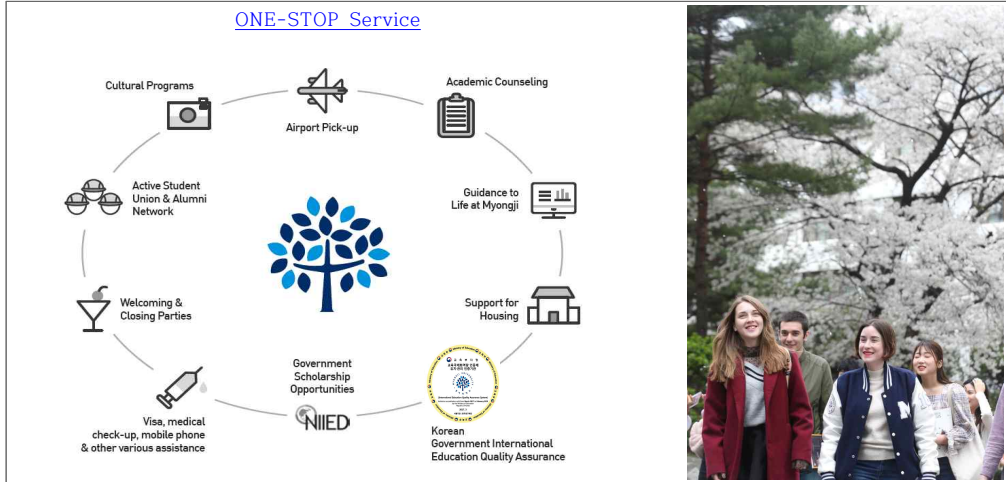 ONE-STOP Service
Cultural Programs
Airport Pick-up
Academic Counseling
Active Student
Union & Alumni
Network
Guidance to
Life at Myongji
Welcoming &
Closing Parties
Support for
Housing
Visa, medical
check-up, mobile phone
& other various assistance
Government
Scholarship
Opportunities
NIIED
Korean
Government International
Education Quality Assurance
N